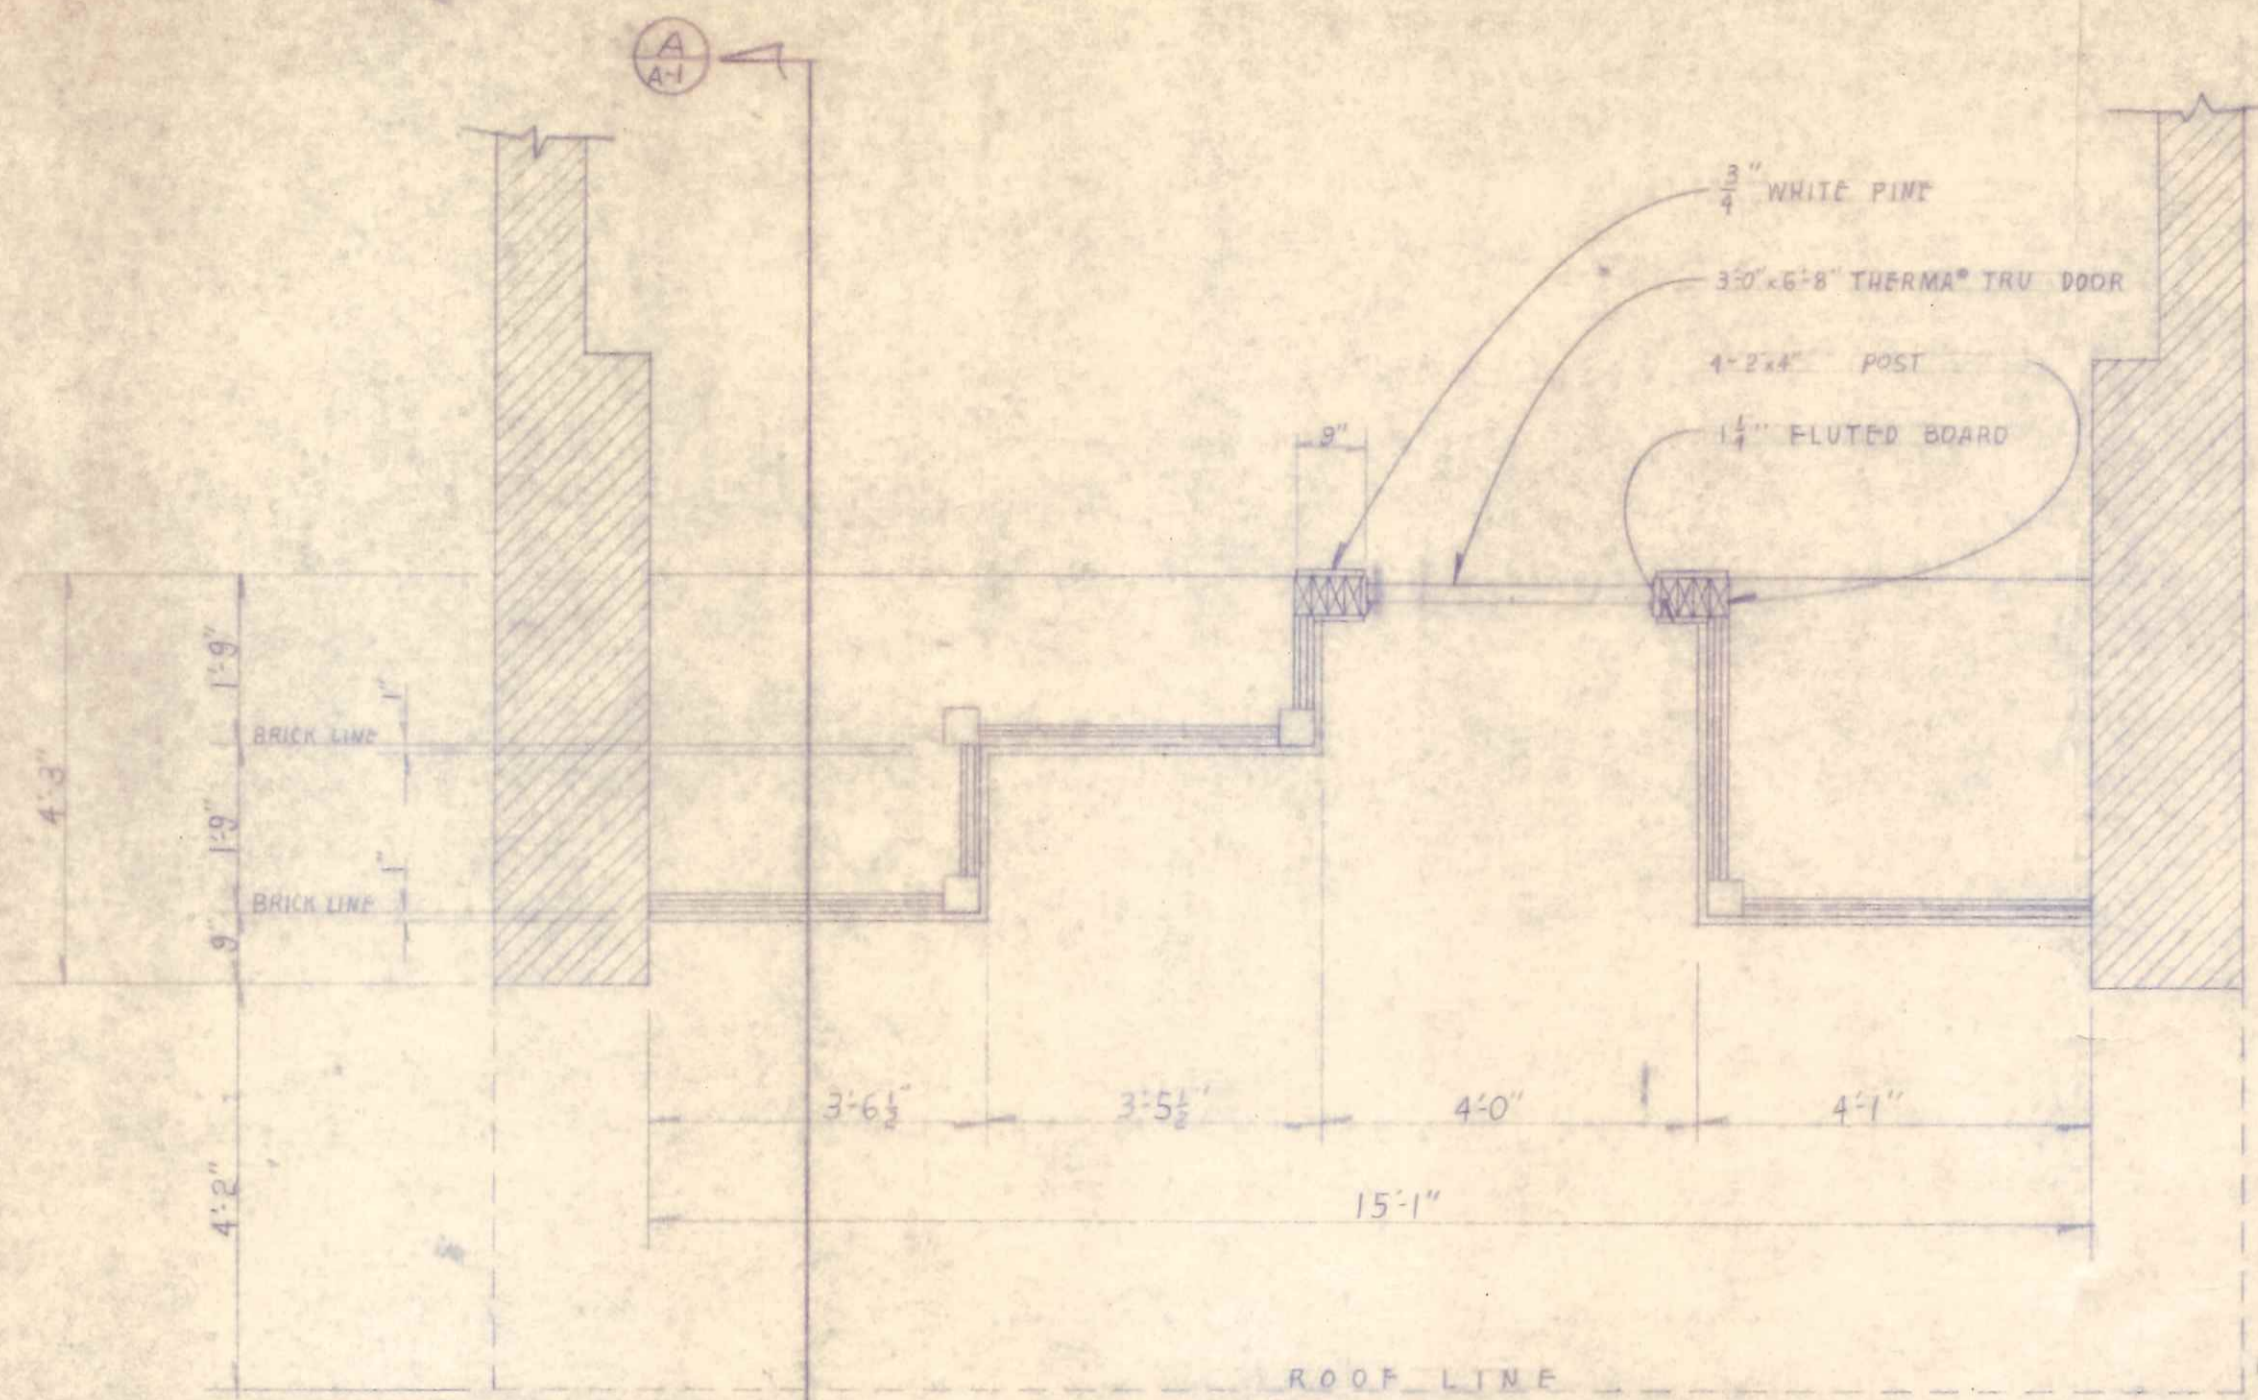 A
A-1
3/4" WHITE PINE
3'-0" x 6'-8" THERMA® TRU DOOR
4-2"x4" POST
1 1/4" FLUTED BOARD
9"
1'-9"
1"
BRICK LINE
4'-3"
1'-9"
1"
BRICK LINE
9"
3'-6 1/2"
3'-5 1/2"
4'-0"
4'-1"
4'-2"
15'-1"
ROOF LINE